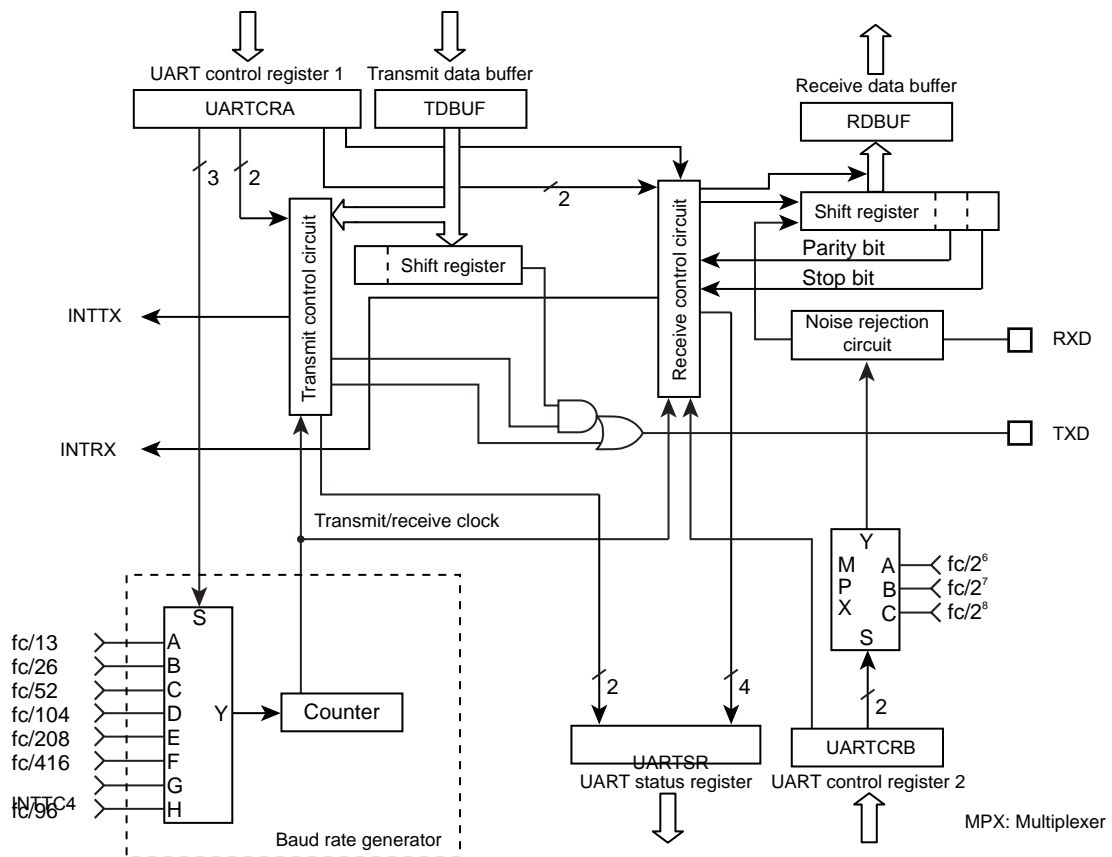 UART control register 1
UARTCRA
Transmit data buffer
TDBUF
Receive data buffer
RDBUF
3
2
2
Transmit control circuit
Shift register
Receive control circuit
Shift register
Parity bit
Stop bit
Noise rejection
circuit
INTTX
INTRX
RXD
TXD
Transmit/receive clock
Y
M
P
X
A
B
C
S
fc/2⁶
fc/2⁷
fc/2⁸
S
A
B
C
D
E
F
G
H
Y
fc/13
fc/26
fc/52
fc/104
fc/208
fc/416
INTTC4
fc/96
Counter
Baud rate generator
2
4
UARTSR
UART status register
2
UARTCRB
UART control register 2
MPX: Multiplexer